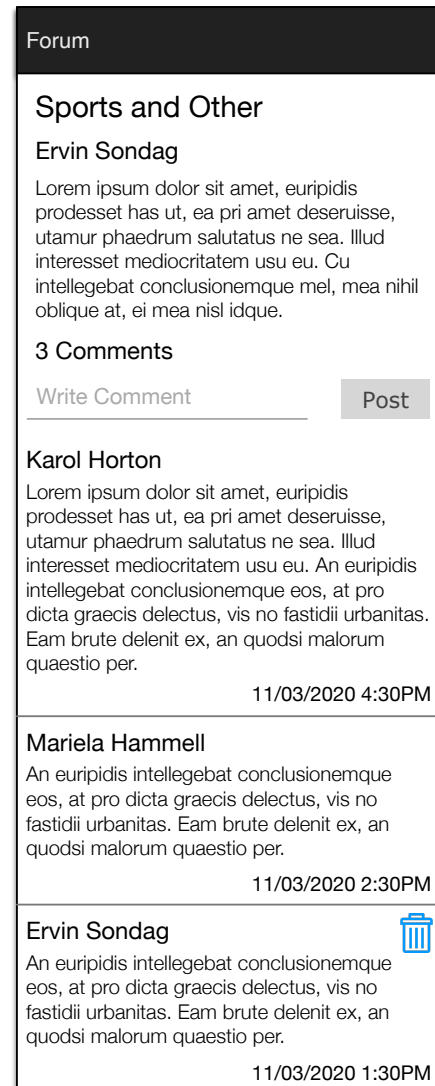 Forum
Sports and Other
Ervin Sondag
Lorem ipsum dolor sit amet, euripidis
prodesset has ut, ea pri amet deseruisse,
utamur phaedrum salutatus ne sea. Illud
interesset mediocritatem usu eu. Cu
intellegebat conclusionemque mel, mea nihil
oblique at, ei mea nisl idque.
3 Comments
Write Comment
Post
Karol Horton
Lorem ipsum dolor sit amet, euripidis
prodesset has ut, ea pri amet deseruisse,
utamur phaedrum salutatus ne sea. Illud
interesset mediocritatem usu eu. An euripidis
intellegebat conclusionemque eos, at pro
dicta graecis delectus, vis no fastidii urbanitas.
Eam brute delenit ex, an quodsi malorum
quaestio per.
11/03/2020 4:30PM
Mariela Hammell
An euripidis intellegebat conclusionemque
eos, at pro dicta graecis delectus, vis no
fastidii urbanitas. Eam brute delenit ex, an
quodsi malorum quaestio per.
11/03/2020 2:30PM
Ervin Sondag
An euripidis intellegebat conclusionemque
eos, at pro dicta graecis delectus, vis no
fastidii urbanitas. Eam brute delenit ex, an
quodsi malorum quaestio per.
11/03/2020 1:30PM